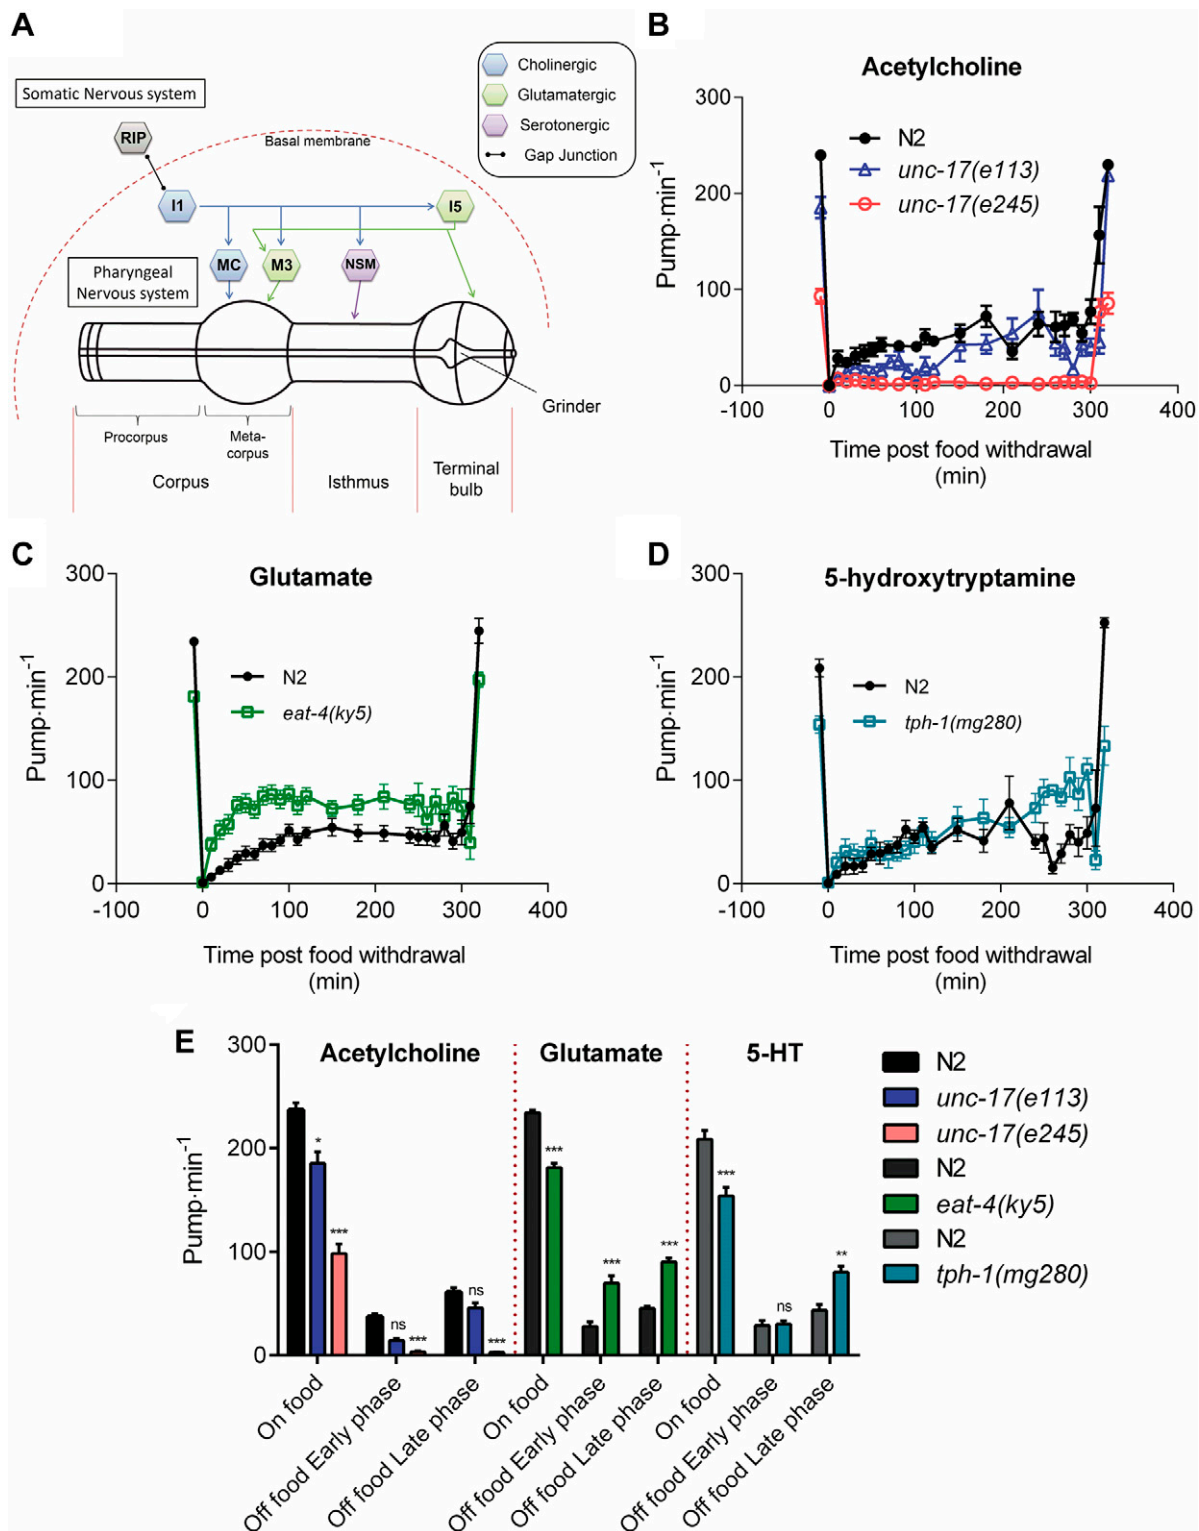 A
Cholinergic
Glutamatergic
Serotonergic
Gap Junction
Somatic Nervous system
RIP
Basal membrane
I1
I5
MC
M3
NSM
Pharyngeal
Nervous system
Grinder
Procorpus
Meta-
corpus
Corpus
Isthmus
Terminal
bulb
B
Acetylcholine
300
200
100
0
Pump·min⁻¹
N2
unc-17(e113)
unc-17(e245)
-100 0 100 200 300 400
Time post food withdrawal
(min)
C
Glutamate
300
200
100
0
Pump·min⁻¹
N2
eat-4(ky5)
-100 0 100 200 300 400
Time post food withdrawal
(min)
D
5-hydroxytryptamine
300
200
100
0
Pump·min⁻¹
N2
tph-1(mg280)
-100 0 100 200 300 400
Time post food withdrawal
(min)
E
300
200
100
0
Pump·min⁻¹
Acetylcholine Glutamate 5-HT
* *** ns *** ns ***
*** *** ***
*** ns **
On food
Off food Early phase
Off food Late phase
On food
Off food Early phase
Off food Late phase
On food
Off food Early phase
Off food Late phase
N2
unc-17(e113)
unc-17(e245)
N2
eat-4(ky5)
N2
tph-1(mg280)